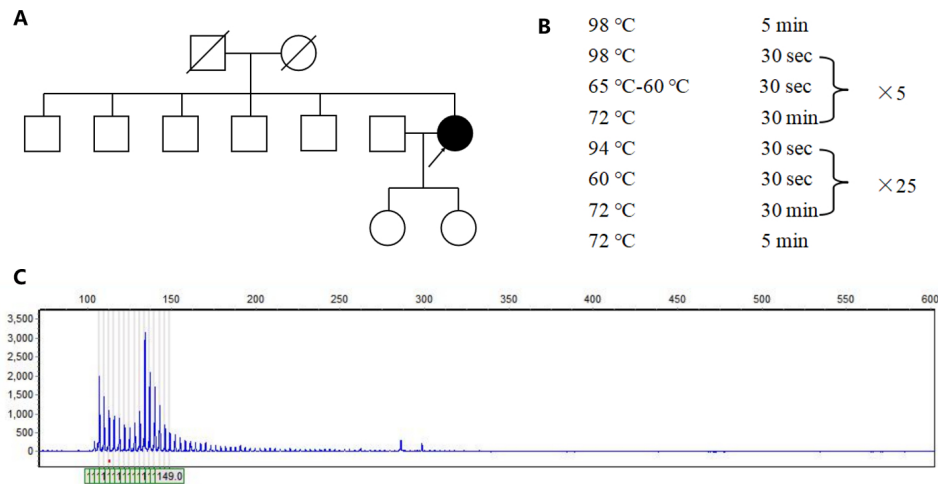 A
B
98 ℃ 5 min
98 ℃ 30 sec
65 ℃-60 ℃ 30 sec
×5
72 ℃ 30 min
94 ℃ 30 sec
60 ℃ 30 sec
×25
72 ℃ 30 min
72 ℃ 5 min
C
100 150 200 250 300 350 400 450 500 550 600
3,500
3,000
2,500
2,000
1,500
1,000
500
0
149.0